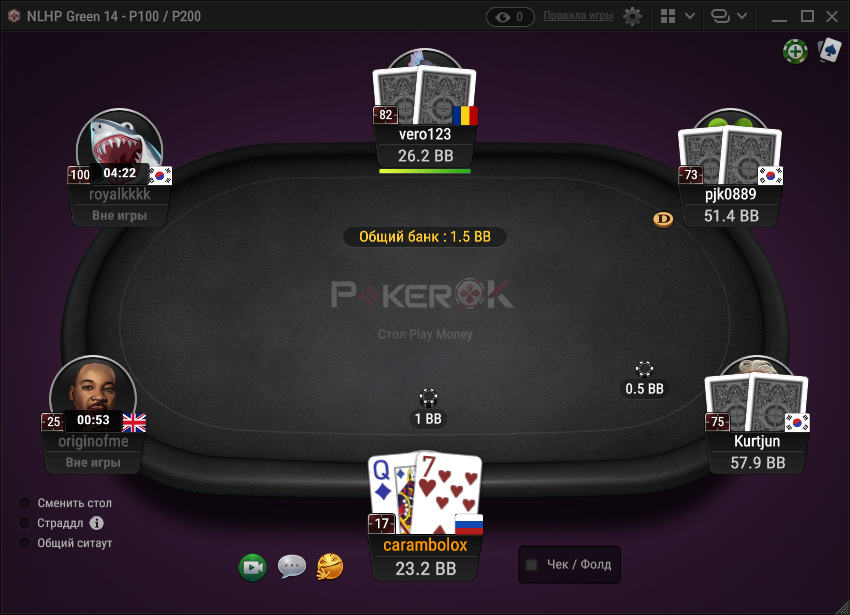 NLHP Green 14 - P100 / P200
0
Правила игры
82
vero123
26.2 BB
100
04:22
royalkkkk
Вне игры
73
pjk0889
51.4 BB
D
Общий банк : 1.5 BB
POKEROK
Стол Play Money
0.5 BB
1 BB
25
00:53
originofme
Вне игры
75
Kurtjun
57.9 BB
Q
7
17
carambolox
23.2 BB
Сменить стол
Страддл i
Общий ситаут
Чек / Фолд